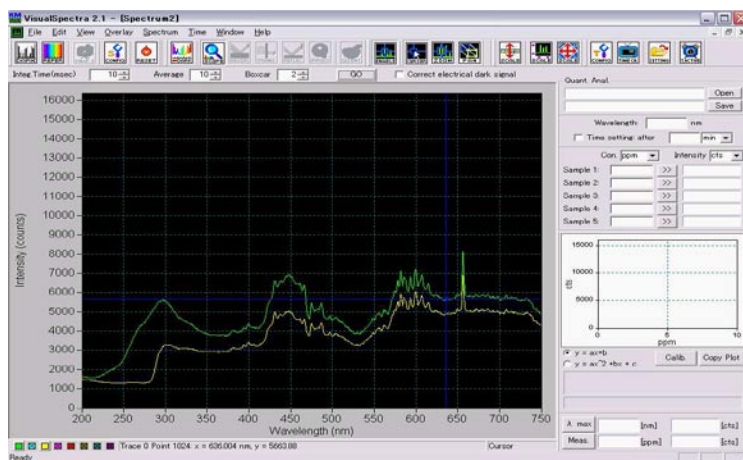 VisualSpectra 2.1 - [Spectrum2]
File Edit View Overlay Spectrum Time Window Help
Integ.Time(msec) 10 Average 10 Boxcar 2 GO Correct electrical dark signal
Quant. Anal.
Open
Save
Wavelength: nm
Time setting: after min
Con. ppm Intensity cts
Sample 1: >>
Sample 2: >>
Sample 3: >>
Sample 4: >>
Sample 5: >>
16000
15000
14000
13000
12000
11000
10000
9000
8000
7000
6000
5000
4000
3000
2000
1000
0
Intensity (counts)
200 250 300 350 400 450 500 550 600 650 700 750
Wavelength (nm)
15000
10000
5000
0
cts
0 5 10
ppm
y = ax+b
y = ax^2 +bx + c
Calib. Copy Plot
λ max [nm] [cts]
Meas. [ppm] [cts]
Trace 0 Point 1024: x = 636.004 nm, y = 5663.88 Cursor
Ready